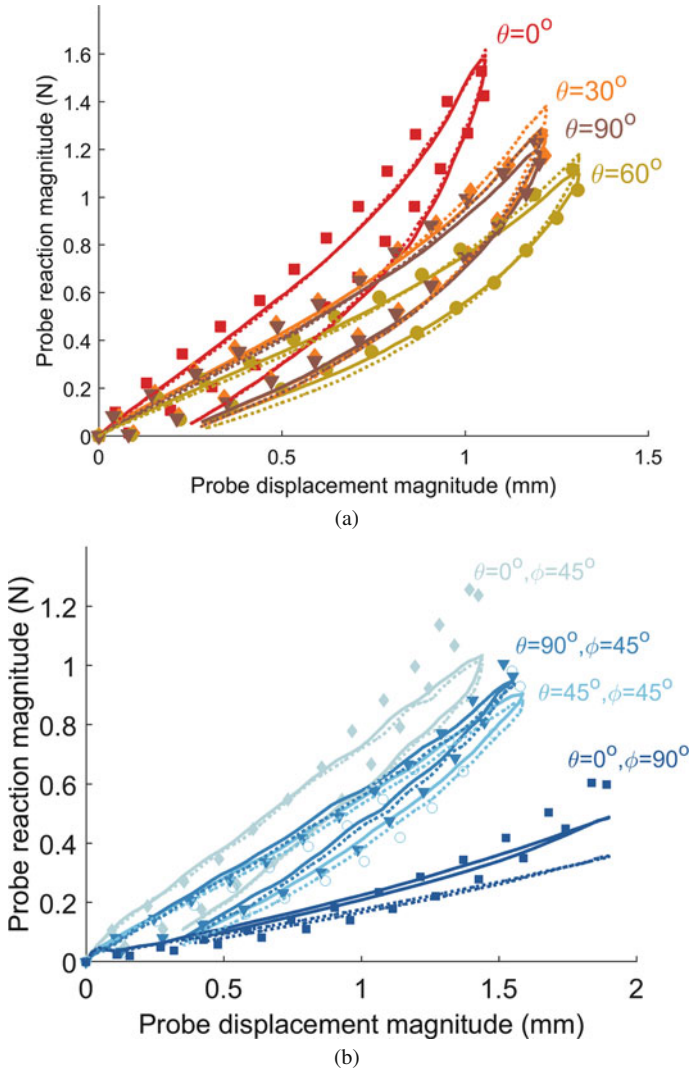 1.6
1.4
1.2
1
0.8
0.6
0.4
0.2
0
Probe reaction magnitude (N)
θ=0°
θ=30°
θ=90°
θ=60°
0 0.5 1 1.5
Probe displacement magnitude (mm)
(a)
1.2
1
0.8
0.6
0.4
0.2
0
Probe reaction magnitude (N)
θ=0°,ϕ=45°
θ=90°,ϕ=45°
θ=45°,ϕ=45°
θ=0°,ϕ=90°
0 0.5 1 1.5 2
Probe displacement magnitude (mm)
(b)